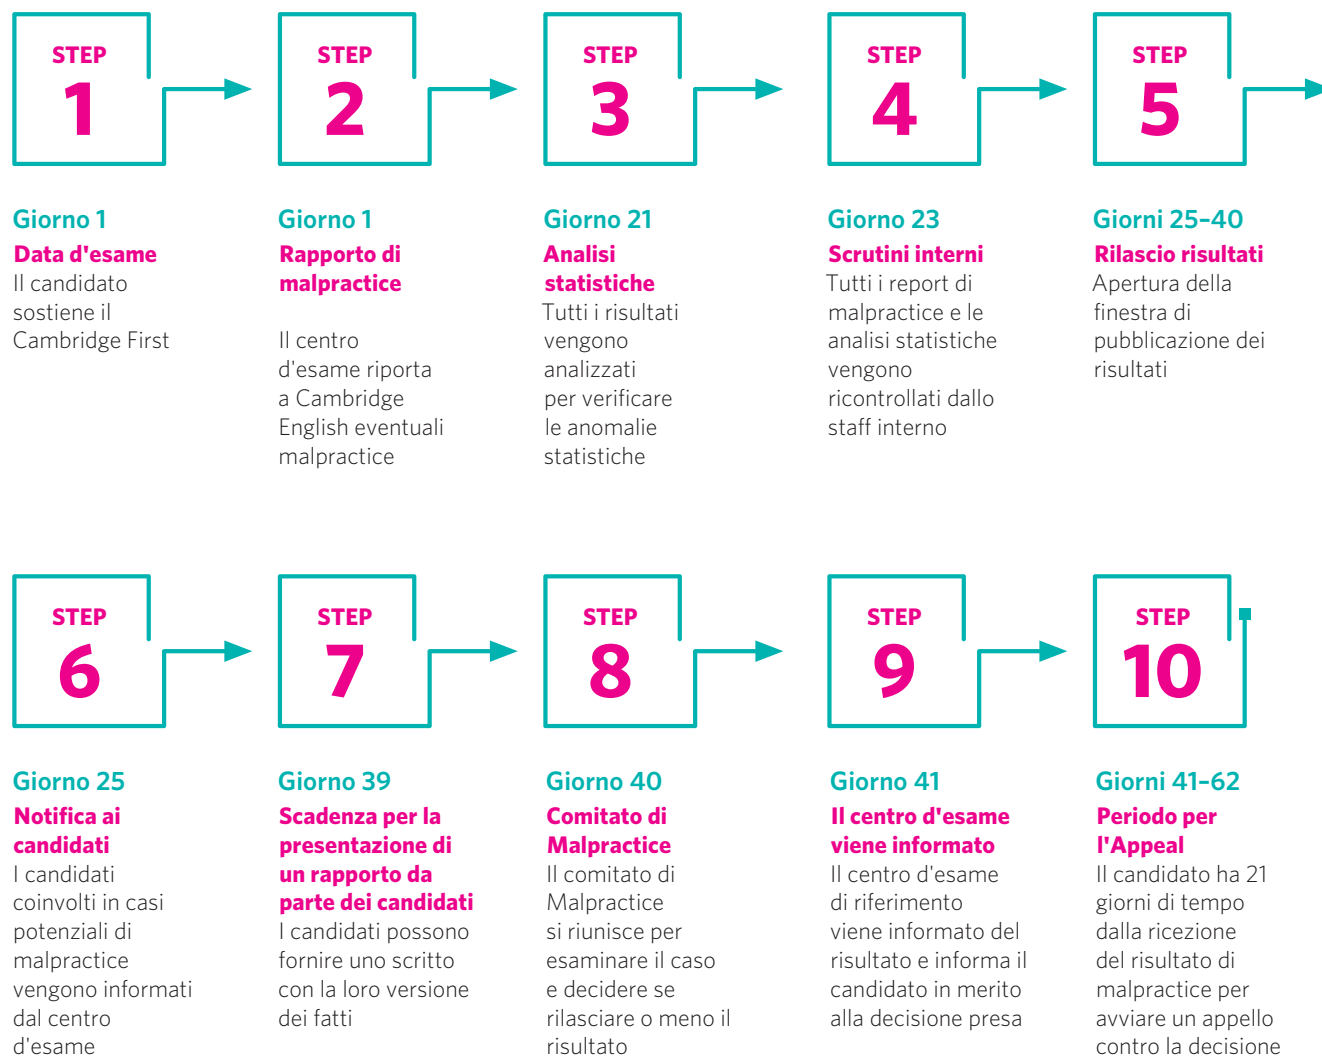 STEP
1
STEP
2
STEP
3
STEP
4
STEP
5
Giorno 1
Data d'esame
Il candidato
sostiene il
Cambridge First
Giorno 1
Rapporto di
malpractice
Il centro
d'esame riporta
a Cambridge
English eventuali
malpractice
Giorno 21
Analisi
statistiche
Tutti i risultati
vengono
analizzati
per verificare
le anomalie
statistiche
Giorno 23
Scrutini interni
Tutti i report di
malpractice e le
analisi statistiche
vengono
ricontrollati dallo
staff interno
Giorni 25–40
Rilascio risultati
Apertura della
finestra di
pubblicazione dei
risultati
STEP
6
STEP
7
STEP
8
STEP
9
STEP
10
Giorno 25
Notifica ai
candidati
I candidati
coinvolti in casi
potenziali di
malpractice
vengono informati
dal centro
d'esame
Giorno 39
Scadenza per la
presentazione di
un rapporto da
parte dei candidati
I candidati possono
fornire uno scritto
con la loro versione
dei fatti
Giorno 40
Comitato di
Malpractice
Il comitato di
Malpractice
si riunisce per
esaminare il caso
e decidere se
rilasciare o meno il
risultato
Giorno 41
Il centro d'esame
viene informato
Il centro d'esame
di riferimento
viene informato del
risultato e informa il
candidato in merito
alla decisione presa
Giorni 41–62
Periodo per
l'Appeal
Il candidato ha 21
giorni di tempo
dalla ricezione
del risultato di
malpractice per
avviare un appello
contro la decisione